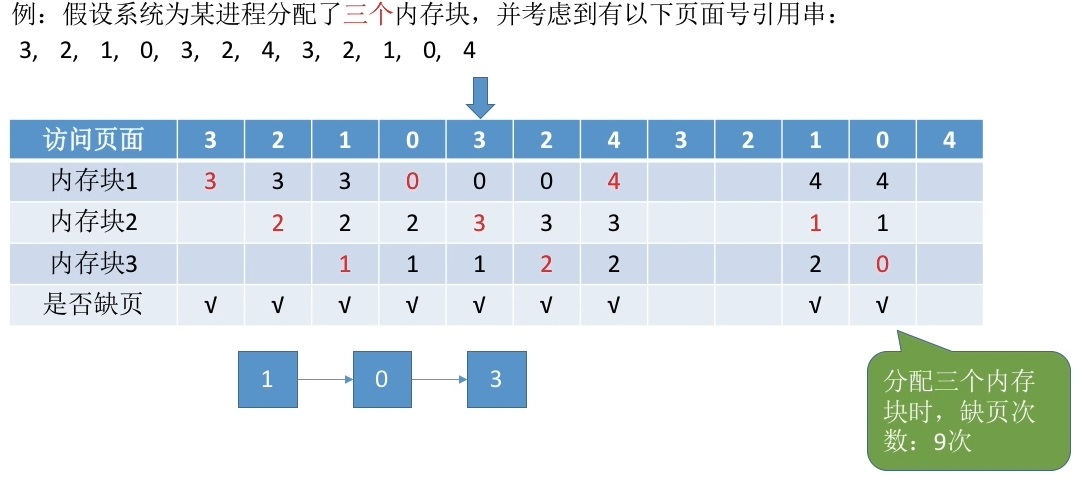 例：假设系统为某进程分配了三个内存块，并考虑到有以下页面号引用串：
3, 2, 1, 0, 3, 2, 4, 3, 2, 1, 0, 4
访问页面 3 2 1 0 3 2 4 3 2 1 0 4
内存块1 3 3 3 0 0 0 4 4 4
内存块2 2 2 2 3 3 3 1 1
内存块3 1 1 1 2 2 2 0
是否缺页 √ √ √ √ √ √ √ √ √
1 0 3
分配三个内存
块时，缺页次
数：9次